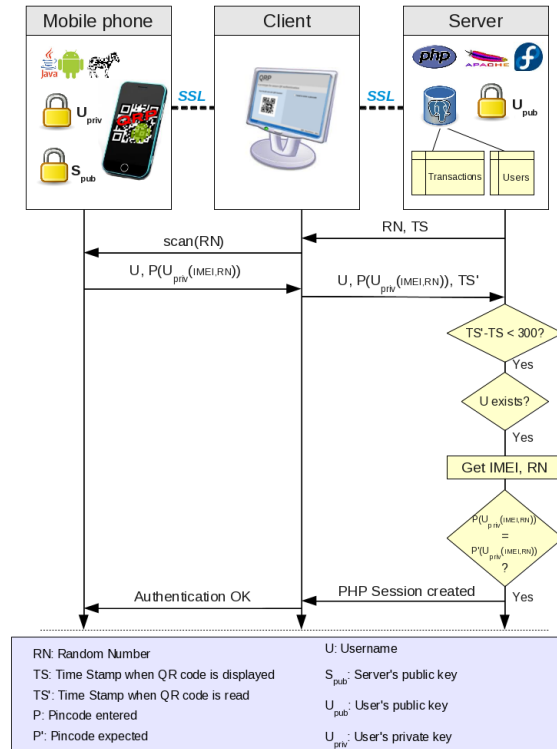 Mobile phone
Client
Server
Java
php
APACHE
QRP
QRP
SSL
SSL
U priv
S pub
U pub
Transactions
Users
RN, TS
scan(RN)
U, P(U priv (IMEI,RN))
U, P(U priv (IMEI,RN)), TS'
TS'-TS < 300?
Yes
U exists?
Yes
Get IMEI, RN
P(U priv (IMEI,RN))
=
P'(U priv (IMEI,RN))
?
Yes
PHP Session created
Authentication OK
RN: Random Number
TS: Time Stamp when QR code is displayed
TS': Time Stamp when QR code is read
P: Pincode entered
P': Pincode expected
U: Username
S pub: Server's public key
U pub: User's public key
U priv: User's private key